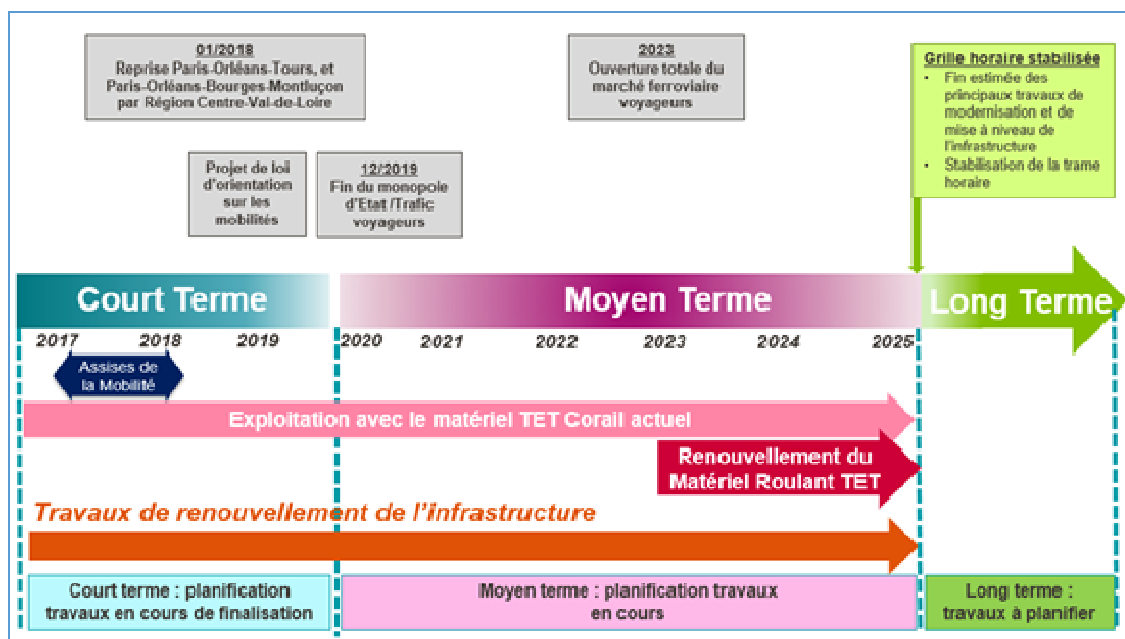 01/2018
Reprise Paris-Orléans-Tours, et
Paris-Orléans-Bourges-Montluçon
par Région Centre-Val-de-Loire
2023
Ouverture totale du
marché ferroviaire
voyageurs
Grille horaire stabilisée
• Fin estimée des
principaux travaux de
modernisation et de
mise à niveau de
l'infrastructure
• Stabilisation de la trame
horaire
Projet de loi
d'orientation
sur les
mobilités
12/2019
Fin du monopole
d'Etat /Trafic
voyageurs
Court Terme
Moyen Terme
Long Terme
2017 2018 2019 2020 2021 2022 2023 2024 2025
Assises de
la Mobilité
Exploitation avec le matériel TET Corail actuel
Renouvellement du
Matériel Roulant TET
Travaux de renouvellement de l'infrastructure
Court terme : planification
travaux en cours de finalisation
Moyen terme : planification travaux
en cours
Long terme :
travaux à planifier